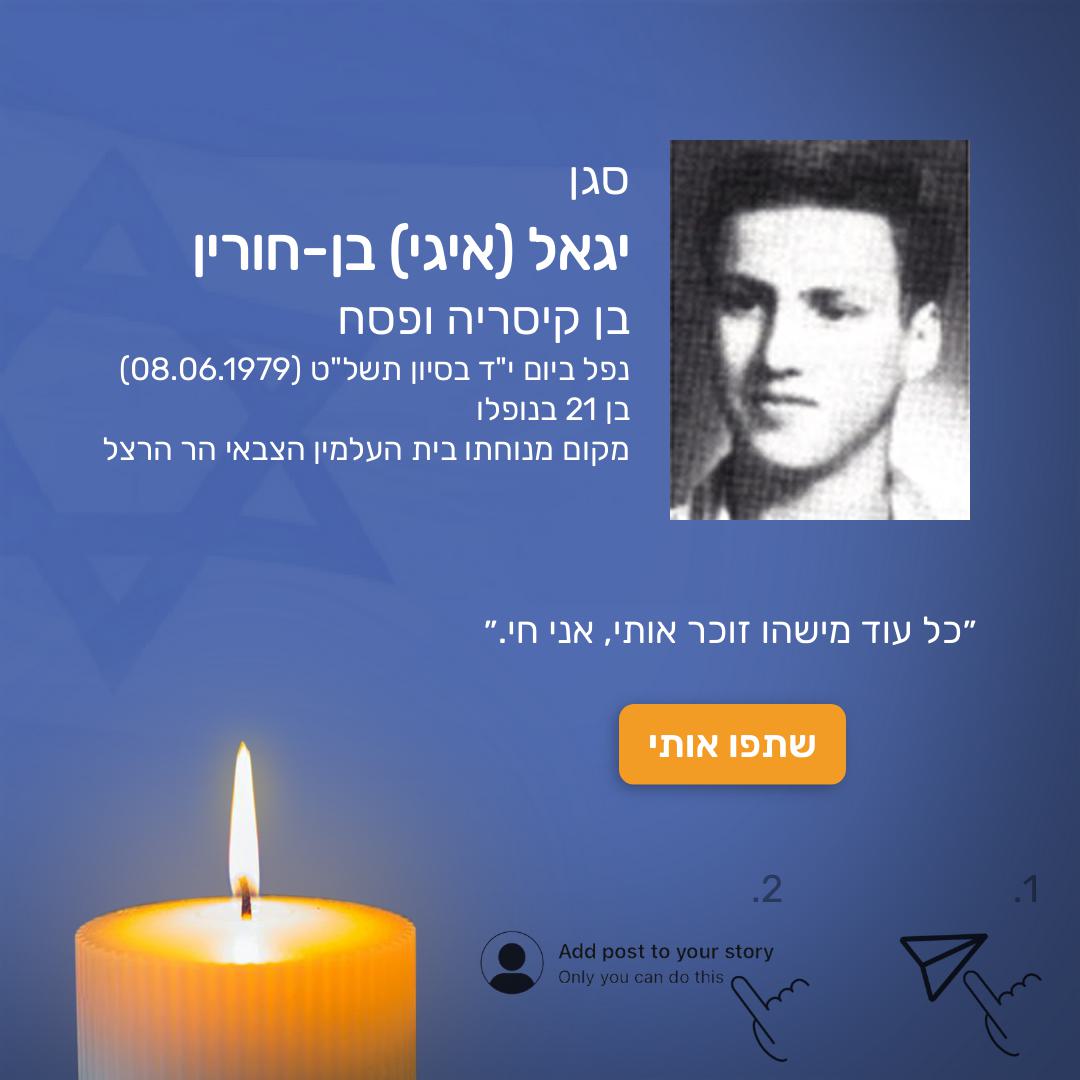 סגן
יגאל (איגי) בן-חורין
בן קיסריה ופסח
נפל ביום י"ד בסיון תשל"ט (08.06.1979)
בן 21 בנופלו
מקום מנוחתו בית העלמין הצבאי הר הרצל
״כל עוד מישהו זוכר אותי, אני חי.״
שתפו אותי
.1
.2
Add post to your story
Only you can do this